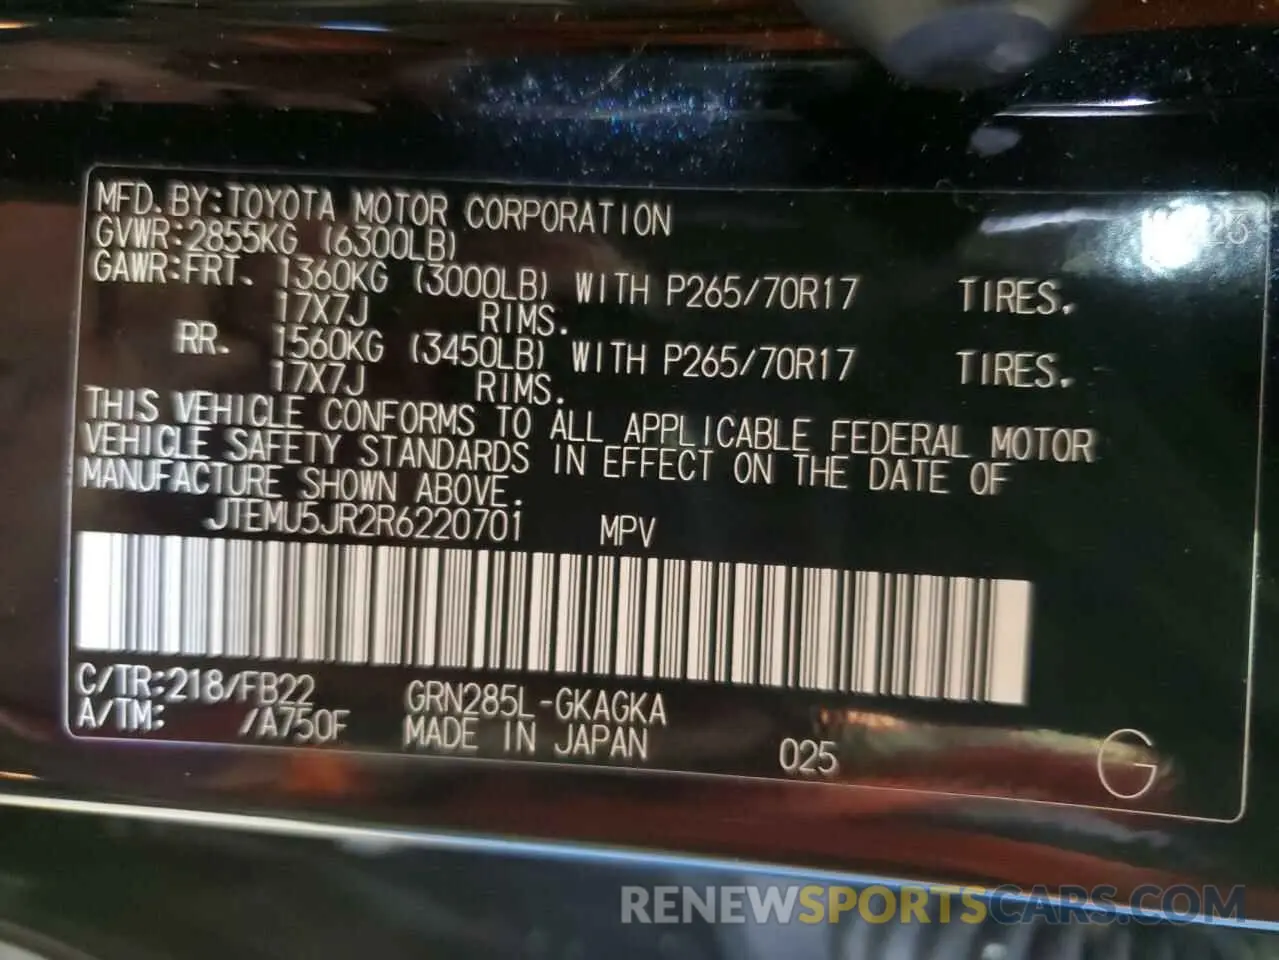 MFD. BY:TOYOTA MOTOR CORPORATION
GVWR:2855KG (6300LB)
GAWR:FRT. 1360KG (3000LB) WITH P265/70R17 TIRES.
17X7J RIMS.
RR. 1560KG (3450LB) WITH P265/70R17 TIRES.
17X7J RIMS.
THIS VEHICLE CONFORMS TO ALL APPLICABLE FEDERAL MOTOR
VEHICLE SAFETY STANDARDS IN EFFECT ON THE DATE OF
MANUFACTURE SHOWN ABOVE.
JTEMU5JR2R6220701 MPV
C/TR:218/FB22 GRN285L-GKAGKA
A/TM: /A750F MADE IN JAPAN 025 G
RENEWSPORTSCARS.COM